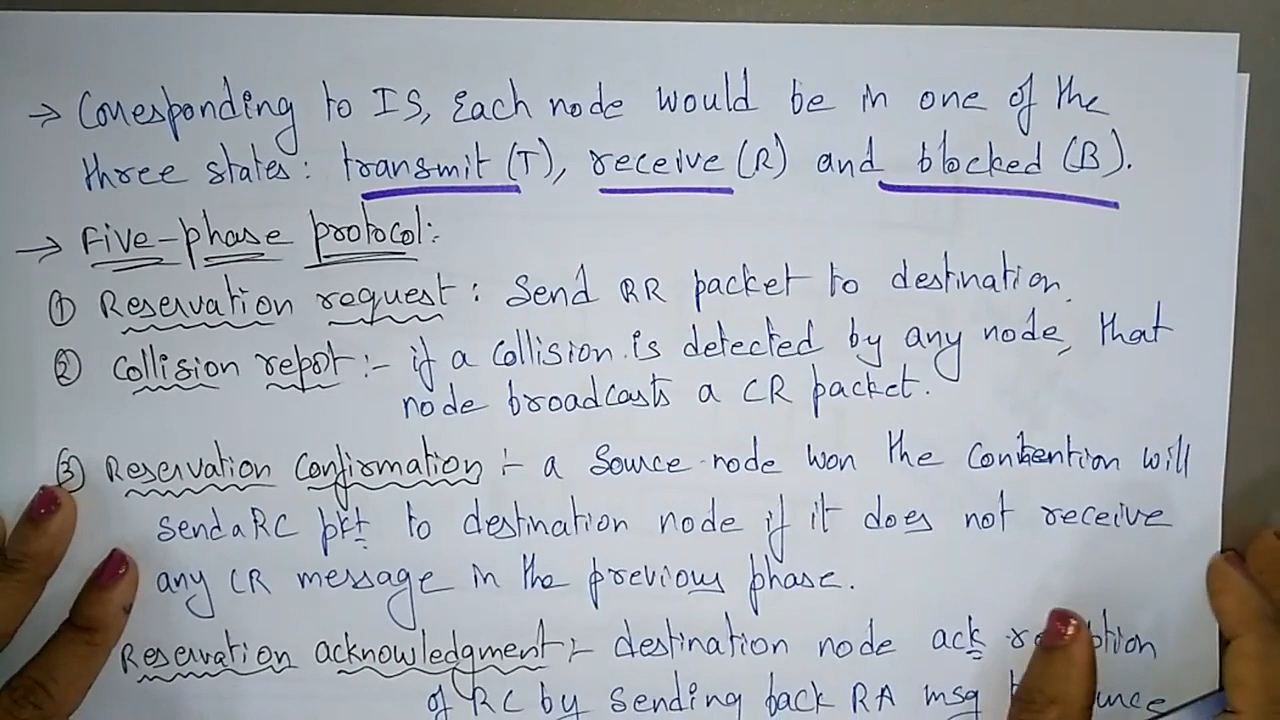 → Corresponding to IS, Each node would be in one of the
three states: transmit (T), receive (R) and blocked (B).
→ Five-phase protocol:
① Reservation request: Send RR packet to destination.
② Collision report:- if a collision is detected by any node, that
node broadcasts a CR packet.
③ Reservation Confirmation:- a Source node won the contention will
send a RC pkt to destination node if it does not receive
any CR message in the previous phase.
Reservation acknowledgment:- destination node ack
of RC by sending back RA msg